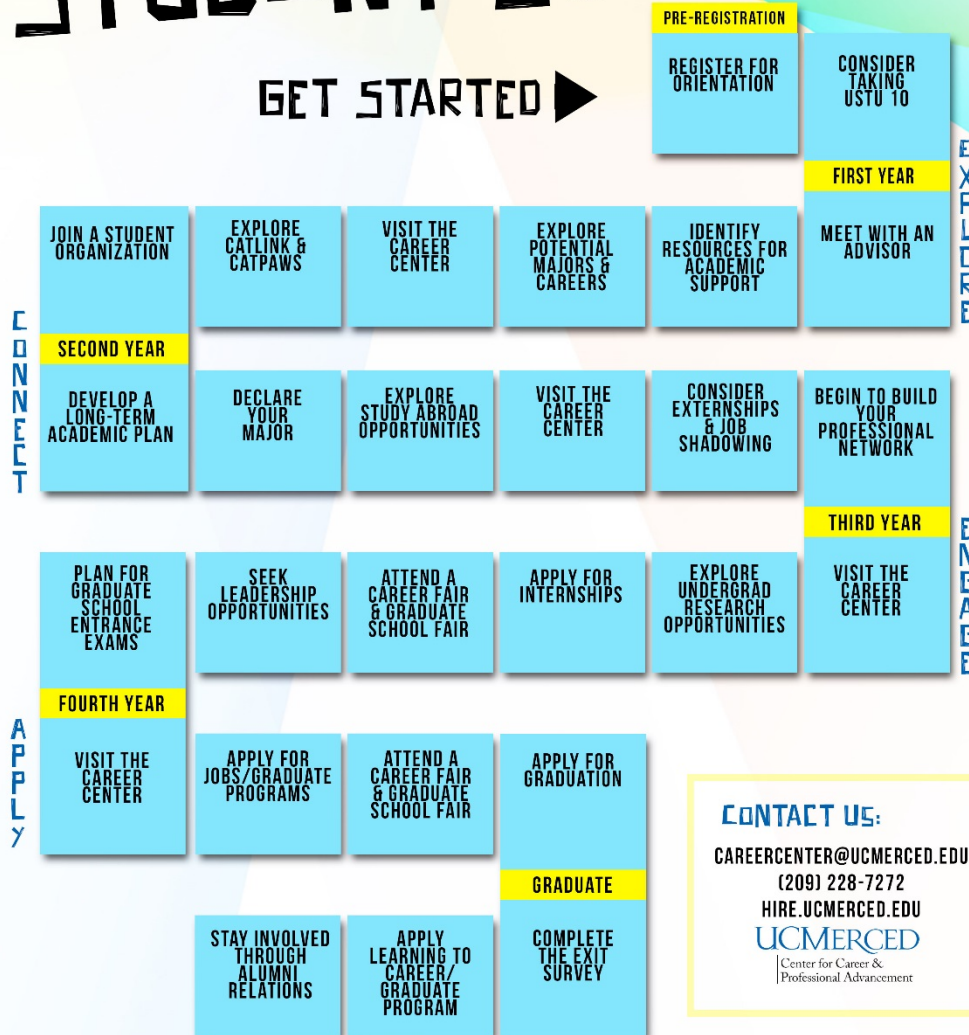 GET STARTED
PRE-REGISTRATION
REGISTER FOR
ORIENTATION
CONSIDER
TAKING
USTU 10
EXPLORE
FIRST YEAR
MEET WITH AN
ADVISOR
IDENTIFY
RESOURCES FOR
ACADEMIC
SUPPORT
EXPLORE
POTENTIAL
MAJORS &
CAREERS
VISIT THE
CAREER
CENTER
EXPLORE
CATLINK &
CATPAWS
JOIN A STUDENT
ORGANIZATION
CONNECT
SECOND YEAR
DEVELOP A
LONG-TERM
ACADEMIC PLAN
DECLARE
YOUR
MAJOR
EXPLORE
STUDY ABROAD
OPPORTUNITIES
VISIT THE
CAREER
CENTER
CONSIDER
EXTERNSHIPS
& JOB
SHADOWING
BEGIN TO BUILD
YOUR
PROFESSIONAL
NETWORK
ENGAGE
THIRD YEAR
VISIT THE
CAREER
CENTER
EXPLORE
UNDERGRAD
RESEARCH
OPPORTUNITIES
APPLY FOR
INTERNSHIPS
ATTEND A
CAREER FAIR
& GRADUATE
SCHOOL FAIR
SEEK
LEADERSHIP
OPPORTUNITIES
PLAN FOR
GRADUATE
SCHOOL
ENTRANCE
EXAMS
APPLY
FOURTH YEAR
VISIT THE
CAREER
CENTER
APPLY FOR
JOBS/GRADUATE
PROGRAMS
ATTEND A
CAREER FAIR
& GRADUATE
SCHOOL FAIR
APPLY FOR
GRADUATION
GRADUATE
COMPLETE
THE EXIT
SURVEY
APPLY
LEARNING TO
CAREER/
GRADUATE
PROGRAM
STAY INVOLVED
THROUGH
ALUMNI
RELATIONS
CONTACT US:
CAREERCENTER@UCMERCED.EDU
(209) 228-7272
HIRE.UCMERCED.EDU
UCMERCED
Center for Career &
Professional Advancement